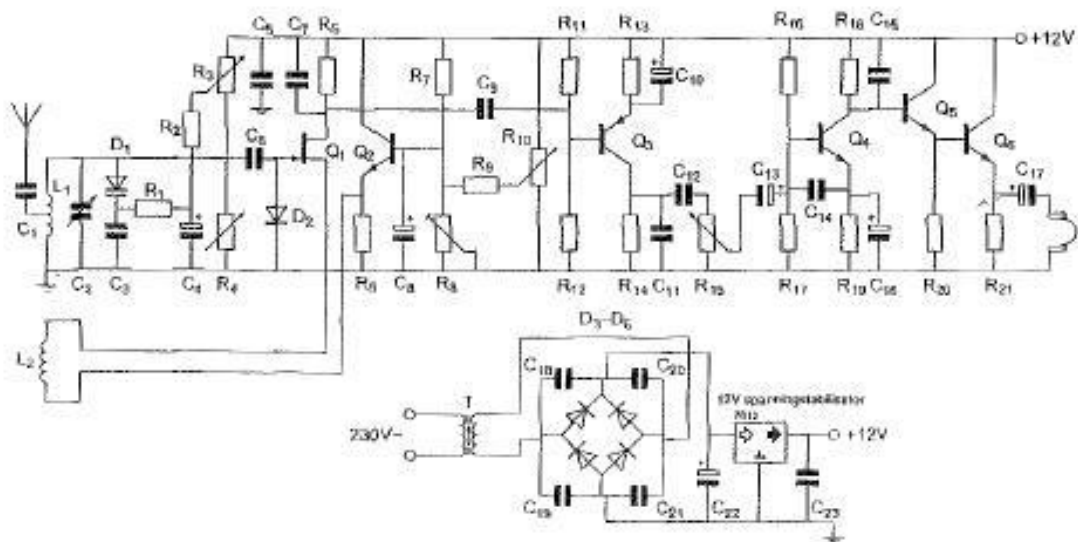 C₅ C₇ R₅ R₁₁ R₁₃ R₁₆ R₁₈ C₁₅
+12V
R₃ R₇ C₉ C₁₀
R₂ Q₅
D₁ C₆ Q₁ Q₂ R₁₀ Q₃ Q₄ Q₆
L₁ R₁ R₉ C₁₂ C₁₃ C₁₇
C₁ D₂ C₁₄
C₂ C₃ C₄ R₄ R₆ C₈ R₈ R₁₂ R₁₄ C₁₁ R₁₅ R₁₇ R₁₉ C₁₆ R₂₀ R₂₁
D₃–D₆
L₂ C₁₈ C₂₀
12V spanningstabilisator
T
230V~ +12V
C₁₉ C₂₁ C₂₂ C₂₃